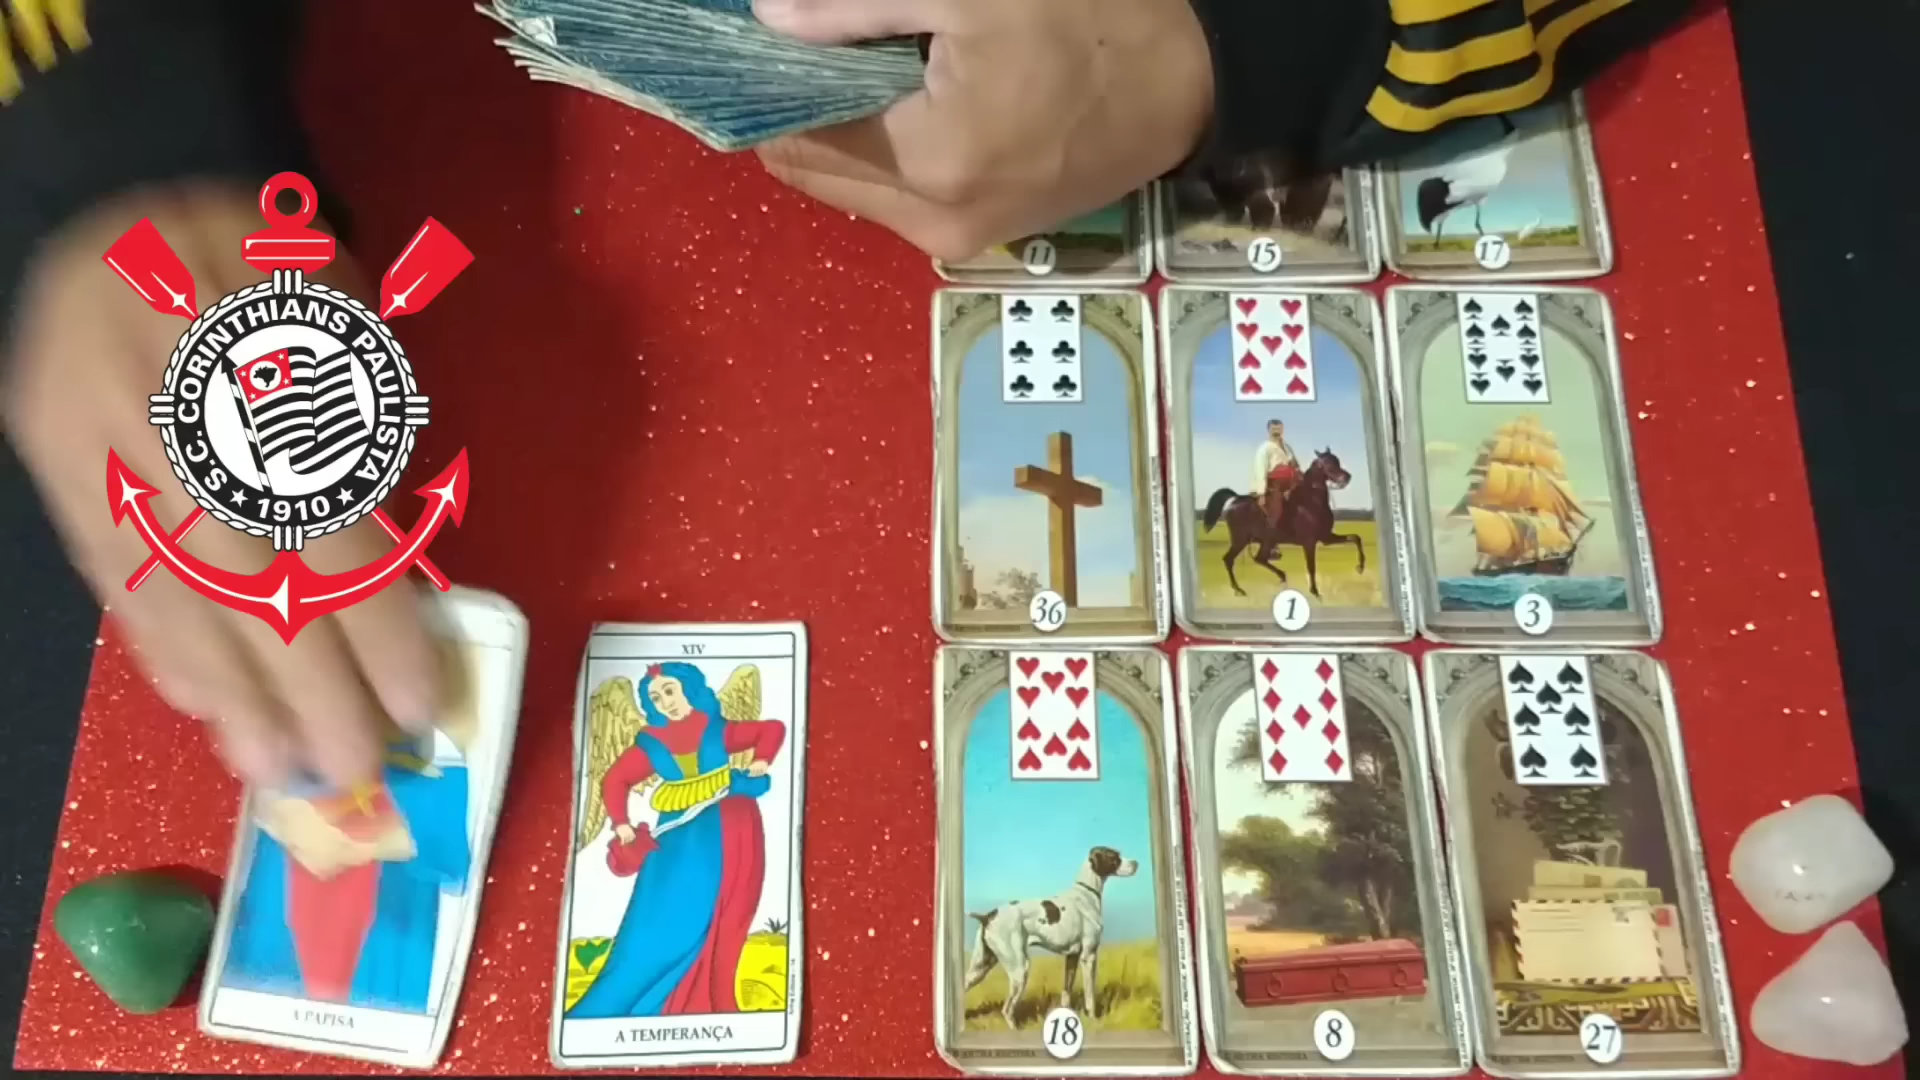 S.C. CORINTHIANS PAULISTA
1910
11
15
17
36
1
3
XIV
A PAPISA
A TEMPERANÇA
18
8
27